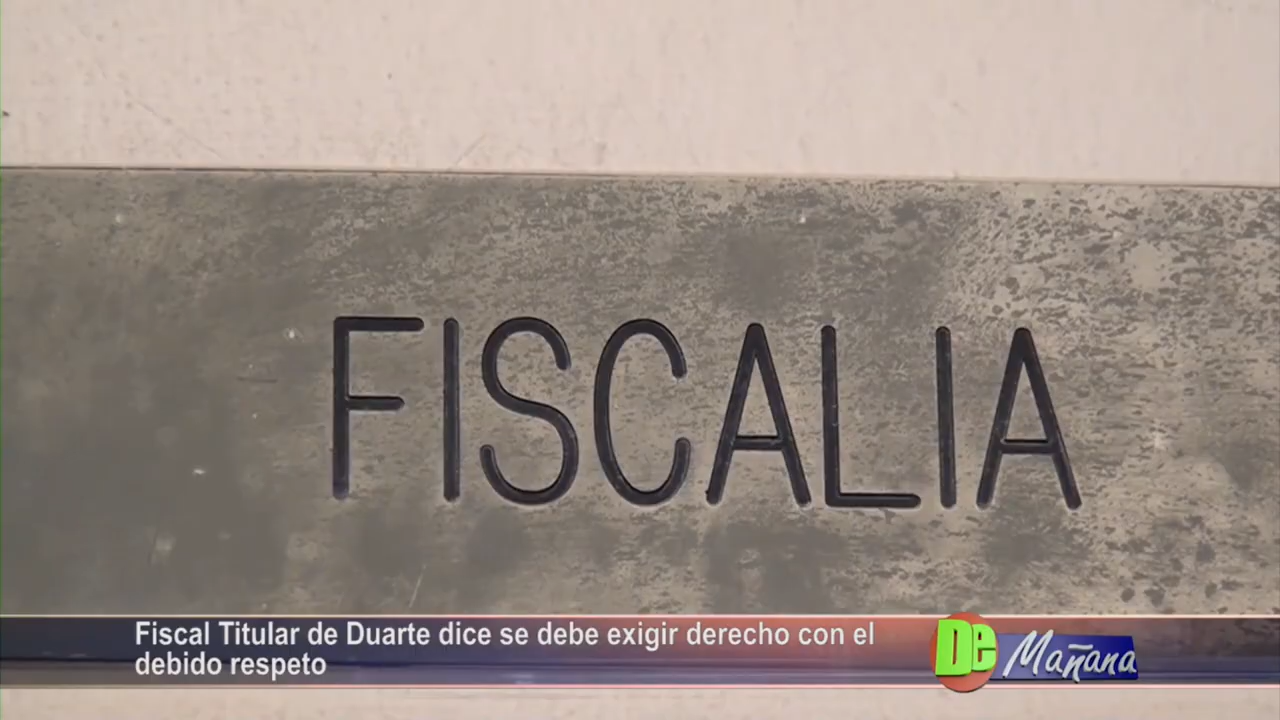 FISCALIA
Fiscal Titular de Duarte dice se debe exigir derecho con el
debido respeto
De Mañana